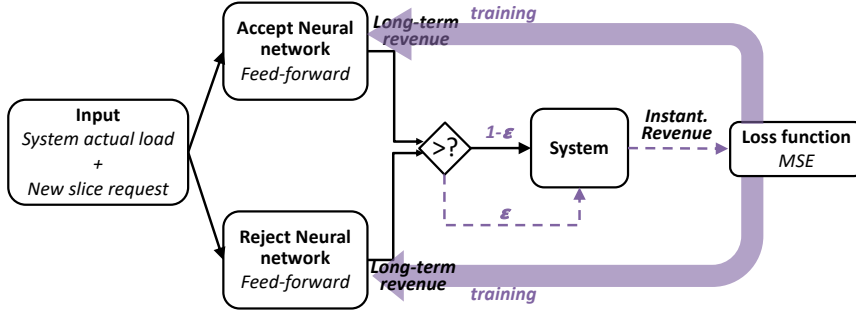 Accept Neural
network
Feed-forward
Long-term
revenue
training
Input
System actual load
+
New slice request
>?
1-ε
ε
System
Instant.
Revenue
Loss function
MSE
Reject Neural
network
Feed-forward
Long-term
revenue
training